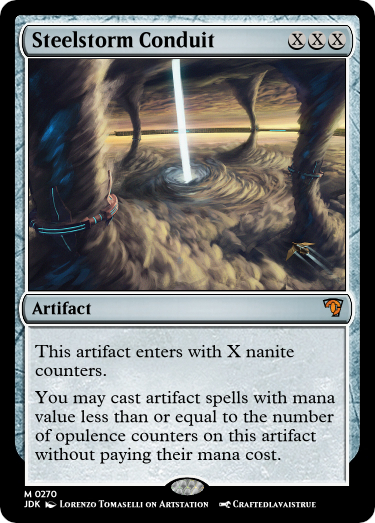 Steelstorm Conduit X X X
Artifact
This artifact enters with X nanite
counters.
You may cast artifact spells with mana
value less than or equal to the number
of opulence counters on this artifact
without paying their mana cost.
M 0270
JDK Lorenzo Tomaselli on Artstation Craftedlavaistrue